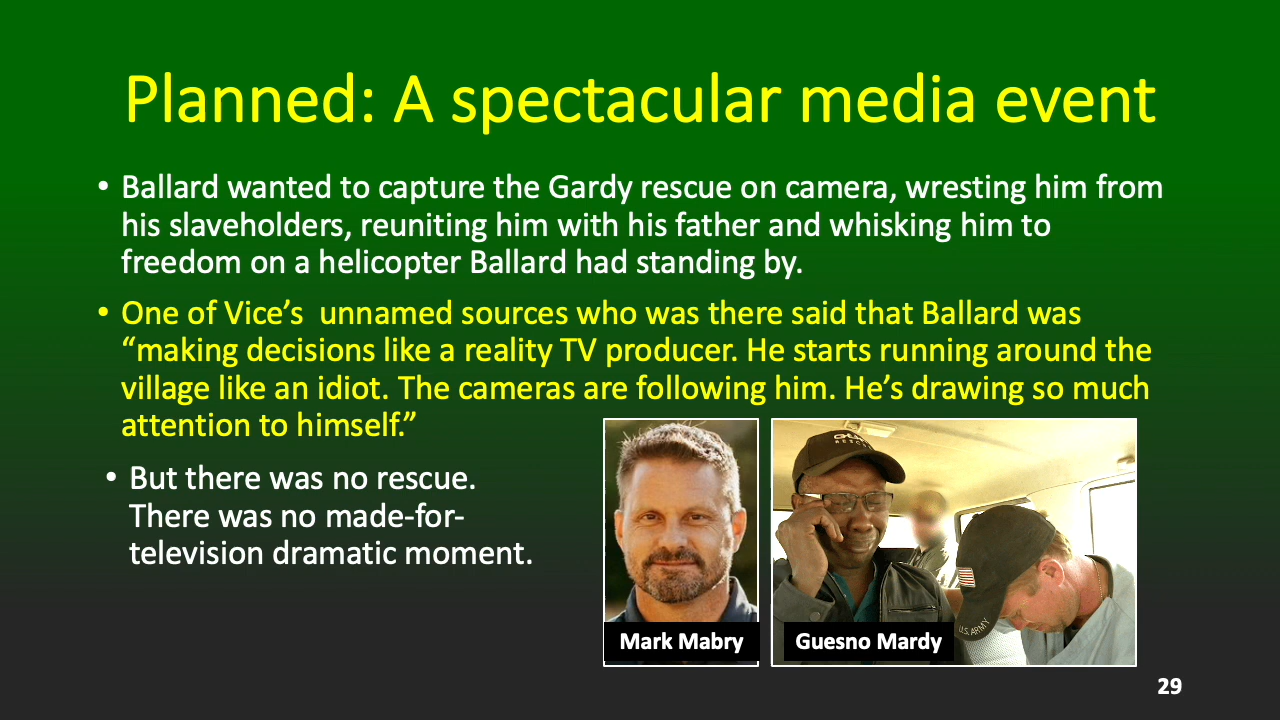 Planned: A spectacular media event
• Ballard wanted to capture the Gardy rescue on camera, wresting him from
his slaveholders, reuniting him with his father and whisking him to
freedom on a helicopter Ballard had standing by.
• One of Vice’s  unnamed sources who was there said that Ballard was
“making decisions like a reality TV producer. He starts running around the
village like an idiot. The cameras are following him. He’s drawing so much
attention to himself.”
• But there was no rescue.
There was no made-for-
television dramatic moment.
U.S. ARMY
Mark Mabry
Guesno Mardy
29